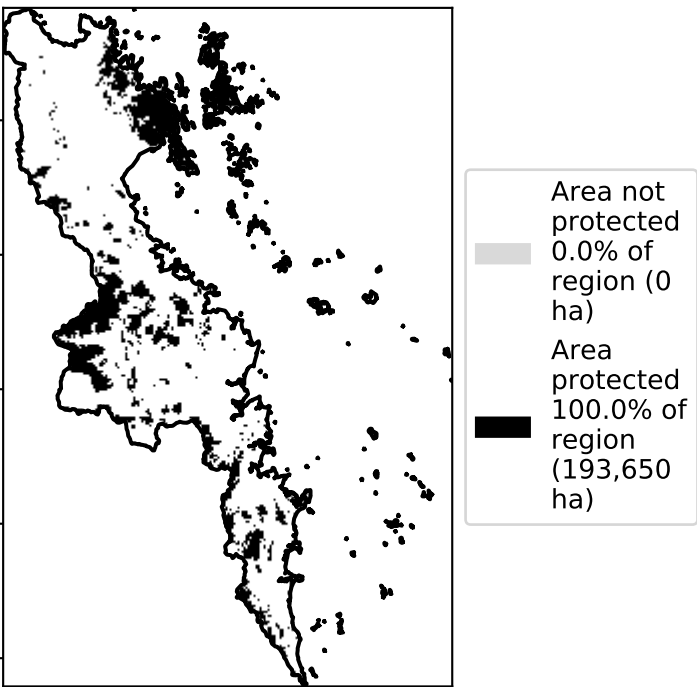 Area not
protected
0.0% of
region (0
ha)
Area
protected
100.0% of
region
(193,650
ha)